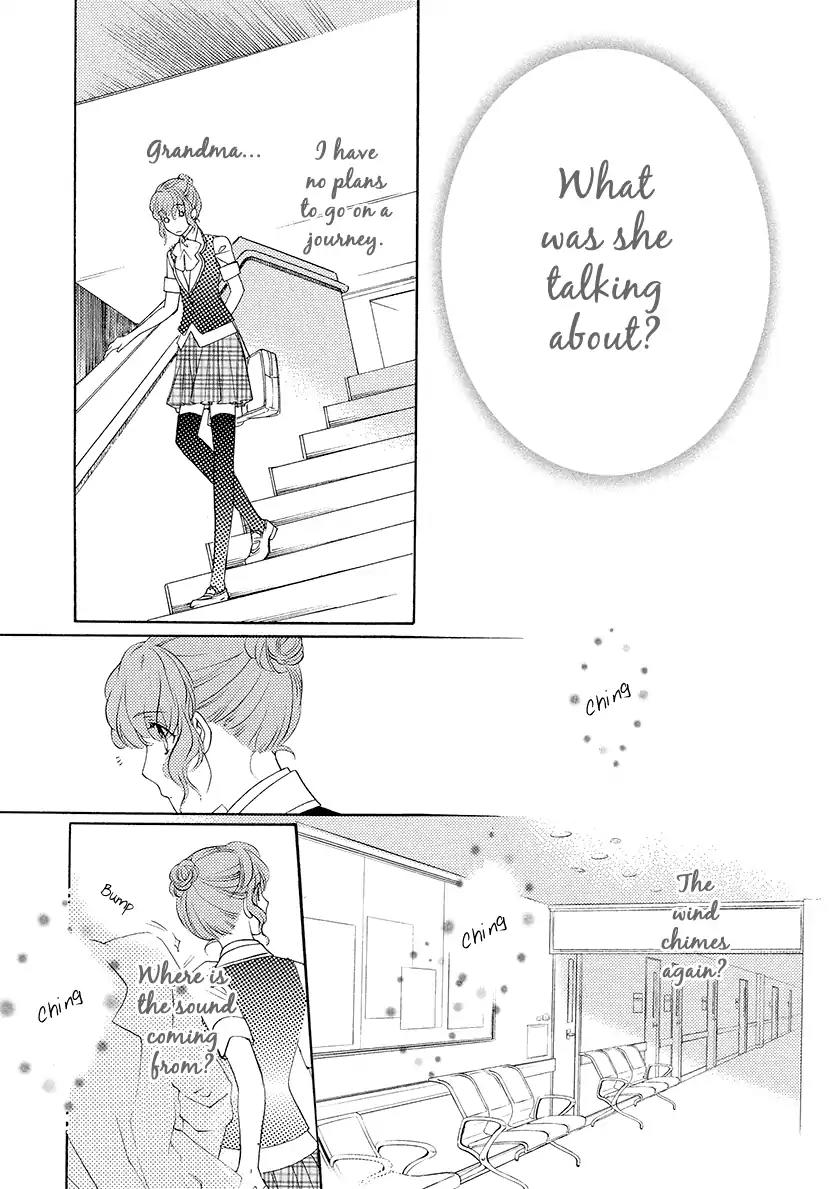 What
was she
talking
about?
I have
no plans
to go on a
journey.
Grandma...
Ching
The
wind
chimes
again?
Ching
Bump
Where is
the sound
coming
from?
Ching